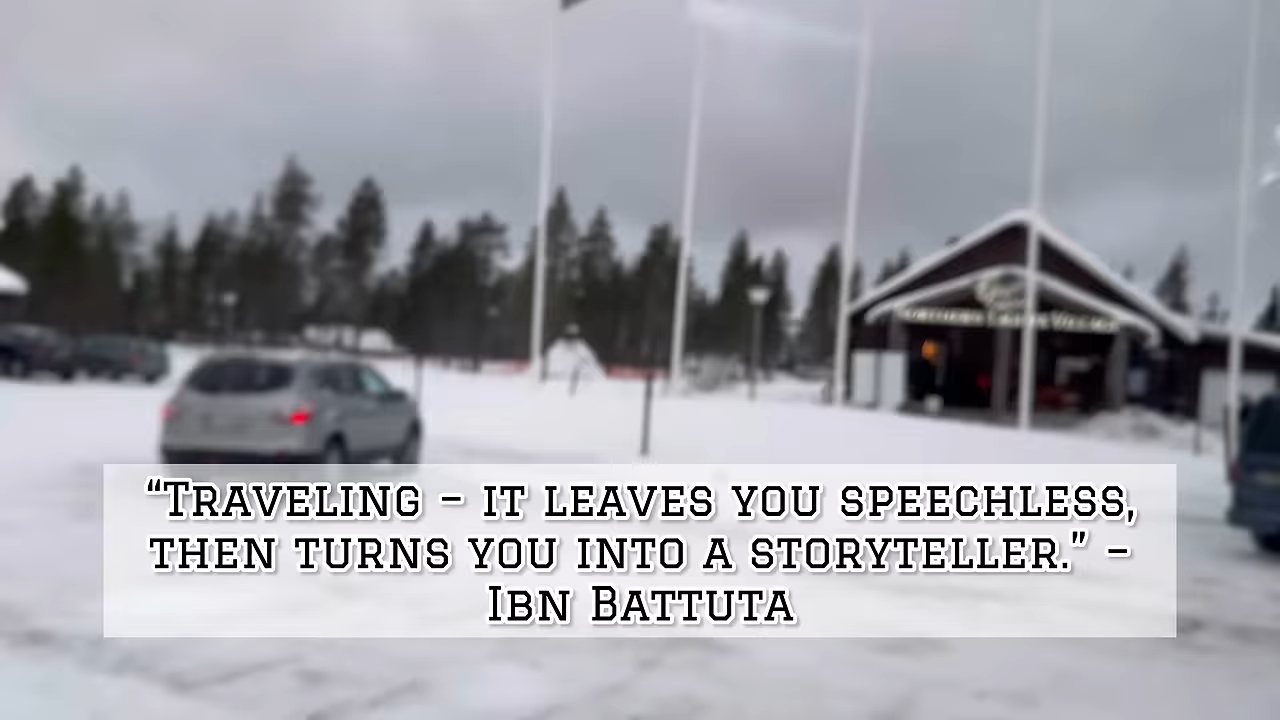 “Traveling – it leaves you speechless,
then turns you into a storyteller.” –
Ibn Battuta